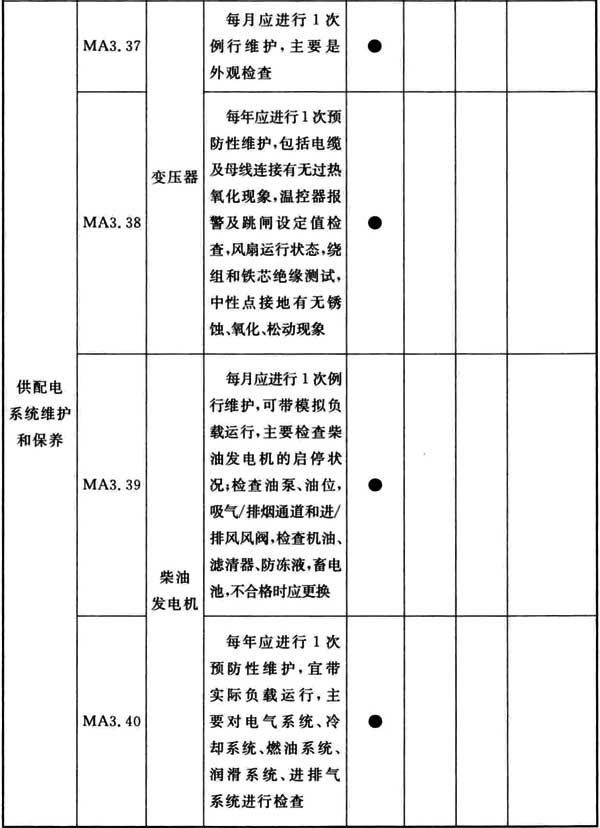 供配电
系统维护
和保养
MA3.37
变压器
每月应进行1次
例行维护,主要是
外观检查
●
MA3.38
每年应进行1次预
防性维护,包括电缆
及母线连接有无过热
氧化现象,温控器报
警及跳闸设定值检
查,风扇运行状态,绕
组和铁芯绝缘测试,
中性点接地有无锈
蚀、氧化、松动现象
●
MA3.39
柴油
发电机
每月应进行1次例
行维护,可带模拟负
载运行,主要检查柴
油发电机的启停状
况;检查油泵、油位,
吸气/排烟通道和进/
排风风阀,检查机油、
滤清器、防冻液,畜电
池,不合格时应更换
●
MA3.40
每年应进行1次
预防性维护,宜带
实际负载运行,主
要对电气系统、冷
却系统、燃油系统、
润滑系统、进排气
系统进行检查
●